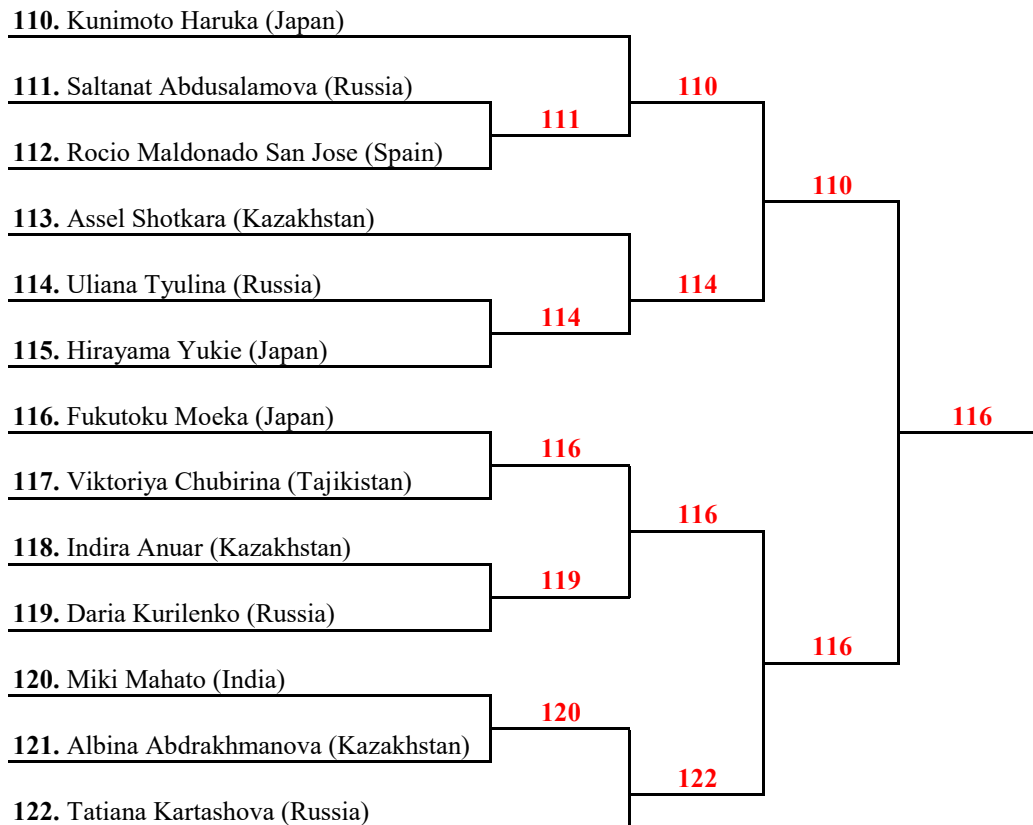 110. Kunimoto Haruka (Japan)
111. Saltanat Abdusalamova (Russia)
110
111
112. Rocio Maldonado San Jose (Spain)
110
113. Assel Shotkara (Kazakhstan)
114. Uliana Tyulina (Russia)
114
114
115. Hirayama Yukie (Japan)
116. Fukutoku Moeka (Japan)
116
116
117. Viktoriya Chubirina (Tajikistan)
116
118. Indira Anuar (Kazakhstan)
119
119. Daria Kurilenko (Russia)
116
120. Miki Mahato (India)
120
121. Albina Abdrakhmanova (Kazakhstan)
122
122. Tatiana Kartashova (Russia)